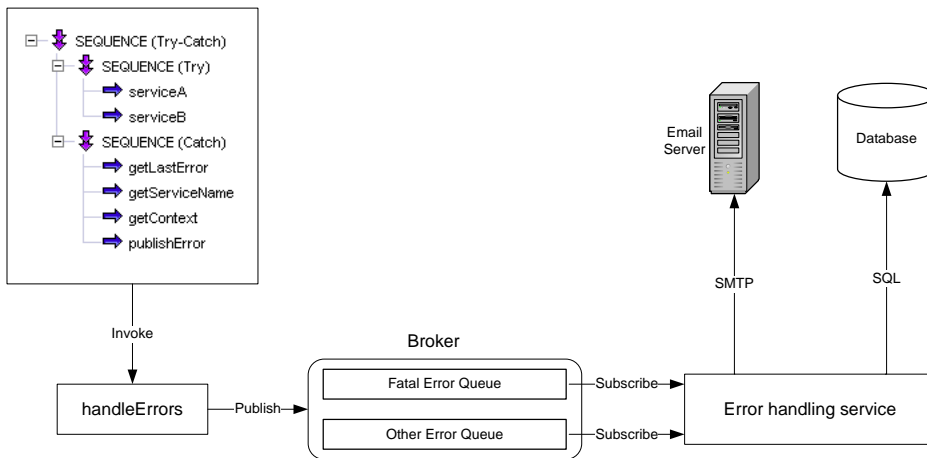 SEQUENCE (Try-Catch)
SEQUENCE (Try)
serviceA
serviceB
SEQUENCE (Catch)
getLastError
getServiceName
getContext
publishError
Email
Server
Database
SMTP
SQL
Invoke
Broker
handleErrors
Publish
Fatal Error Queue
Subscribe
Other Error Queue
Subscribe
Error handling service